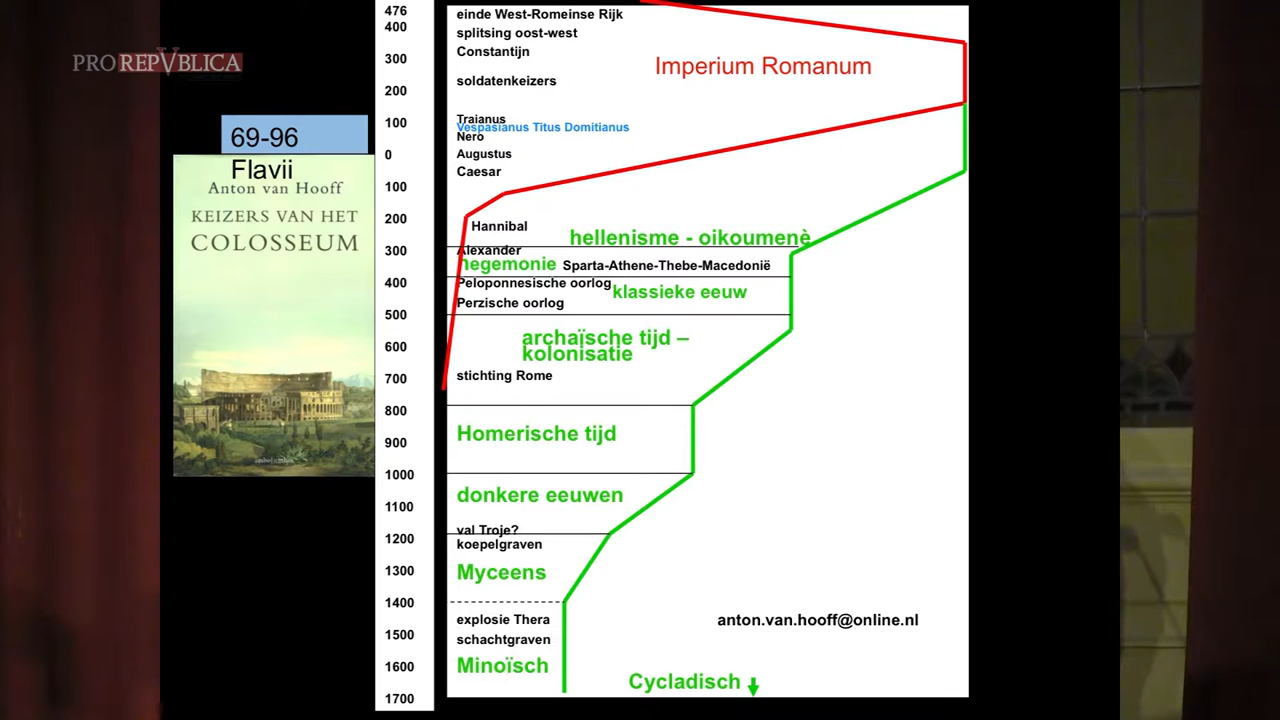 PRO REPVBLICA
69-96
Flavii
Anton van Hooff
KEIZERS VAN HET
COLOSSEUM
476
400
300
200
100
0
100
200
300
400
500
600
700
800
900
1000
1100
1200
1300
1400
1500
1600
1700
einde West-Romeinse Rijk
splitsing oost-west
Constantijn
Imperium Romanum
soldatenkeizers
Traianus
Vespasianus Titus Domitianus
Nero
Augustus
Caesar
Hannibal
hellenisme - oikoumenè
Alexander
hegemonie Sparta-Athene-Thebe-Macedonië
Peloponnesische oorlog
klassieke eeuw
Perzische oorlog
archaïsche tijd –
kolonisatie
stichting Rome
Homerische tijd
donkere eeuwen
val Troje?
koepelgraven
Myceens
explosie Thera
anton.van.hooff@online.nl
schachtgraven
Minoïsch
Cycladisch